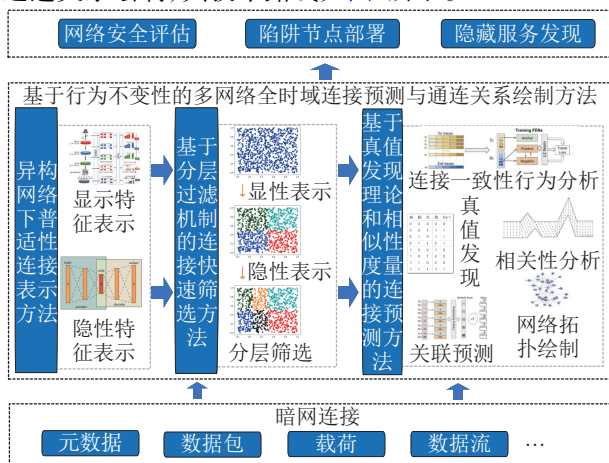 网络安全评估
陷阱节点部署
隐藏服务发现
基于行为不变性的多网络全时域连接预测与通连关系绘制方法
异构网络下普适性连接表示方法
显示特征表示
隐性特征表示
基于分层过滤机制的连接快速筛选方法
↓显性表示
↓隐性表示
分层筛选
基于真值发现理论和相似性度量的连接预测方法
Training FENs
连接一致性行为分析
真值发现
相关性分析
关联预测
网络拓扑绘制
暗网连接
元数据
数据包
载荷
数据流
…